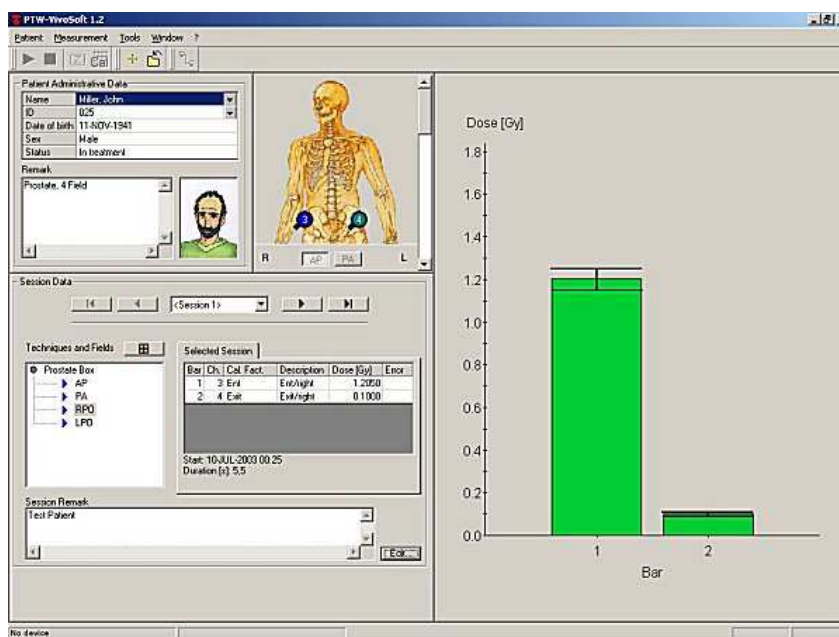 PTW-VivoSoft 1.2
Patient Measurement Tools Window ?
Patient Administrative Data
Name Miller, John
ID 025
Date of birth 11-NOV-1941
Sex Male
Status In treatment
Remark
Prostate, 4 Field
3 4
R AP PA L
Session Data
<Session 1>
Techniques and Fields
Prostate Box
AP
PA
RPO
LPO
Selected Session
Bar Ch. Cal. Fact. Description Dose [Gy] Error
1 3 Ent Ent/right 1.2050
2 4 Exit Exit/right 0.1000
Start: 10-JUL-2003 00:25
Duration [s]: 5,5
Session Remark
Test Patient
Edit...
No device
Dose [Gy]
1.8
1.6
1.4
1.2
1.0
0.8
0.6
0.4
0.2
0.0
1 2
Bar